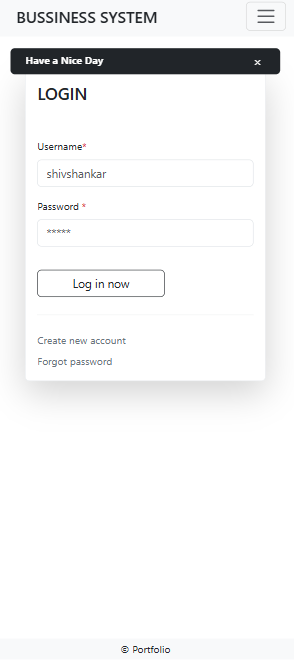 BUSSINESS SYSTEM
Have a Nice Day ×
LOGIN
Username*
shivshankar
Password *
*****
Log in now
Create new account
Forgot password
© Portfolio